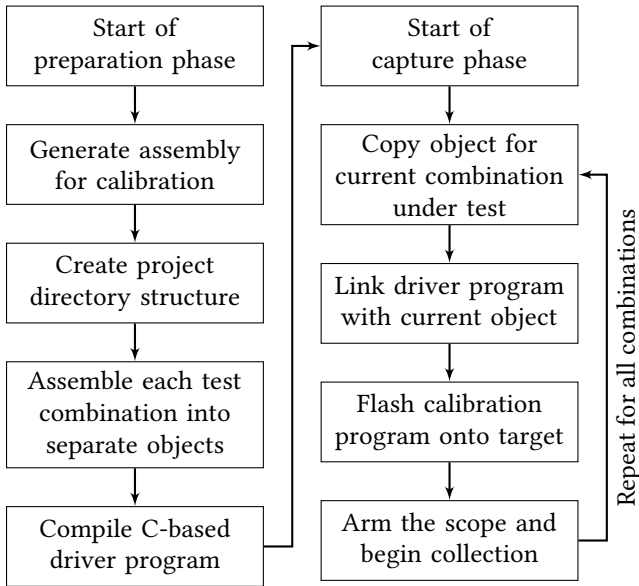 Start of
preparation phase
Generate assembly
for calibration
Create project
directory structure
Assemble each test
combination into
separate objects
Compile C-based
driver program
Start of
capture phase
Copy object for
current combination
under test
Link driver program
with current object
Flash calibration
program onto target
Arm the scope and
begin collection
Repeat for all combinations